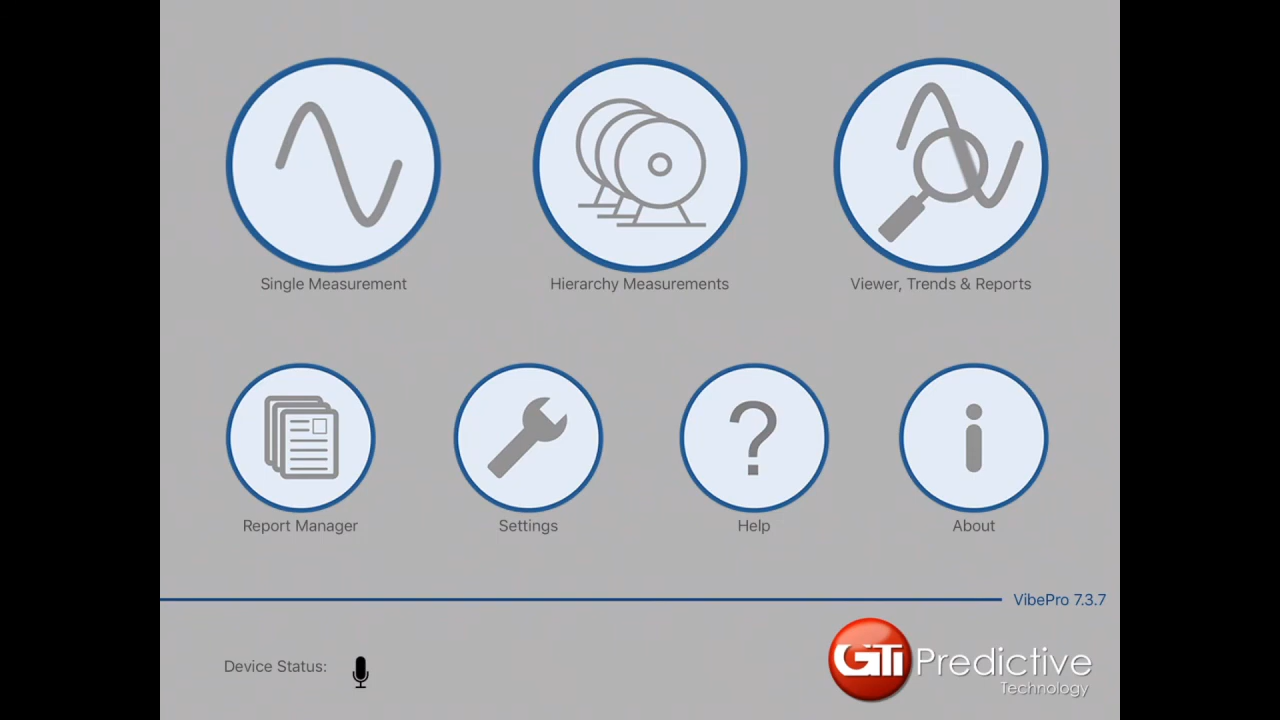 Single Measurement
Hierarchy Measurements
Viewer, Trends & Reports
Report Manager
Settings
Help
About
VibePro 7.3.7
Device Status:
GTi Predictive
Technology